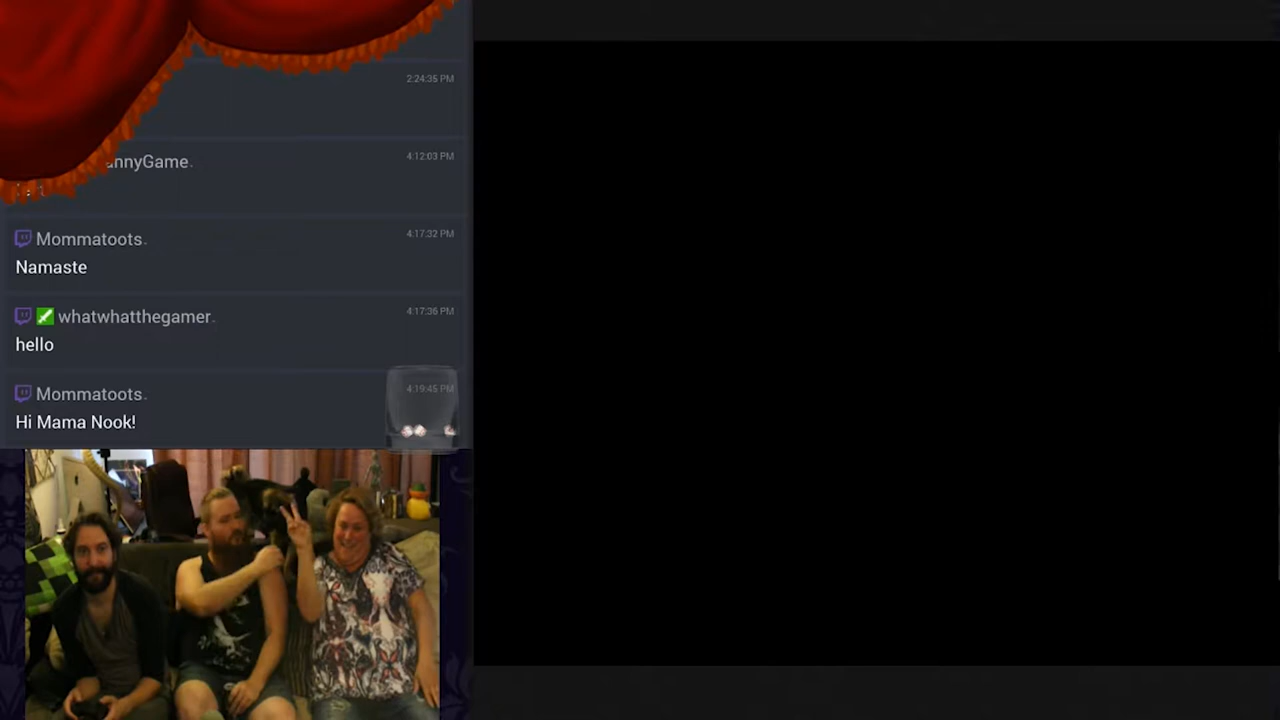 2:24:35 PM
annyGame.
4:12:03 PM
Mommatoots.
4:17:32 PM
Namaste
whatwhatthegamer.
4:17:36 PM
hello
Mommatoots.
4:19:45 PM
Hi Mama Nook!